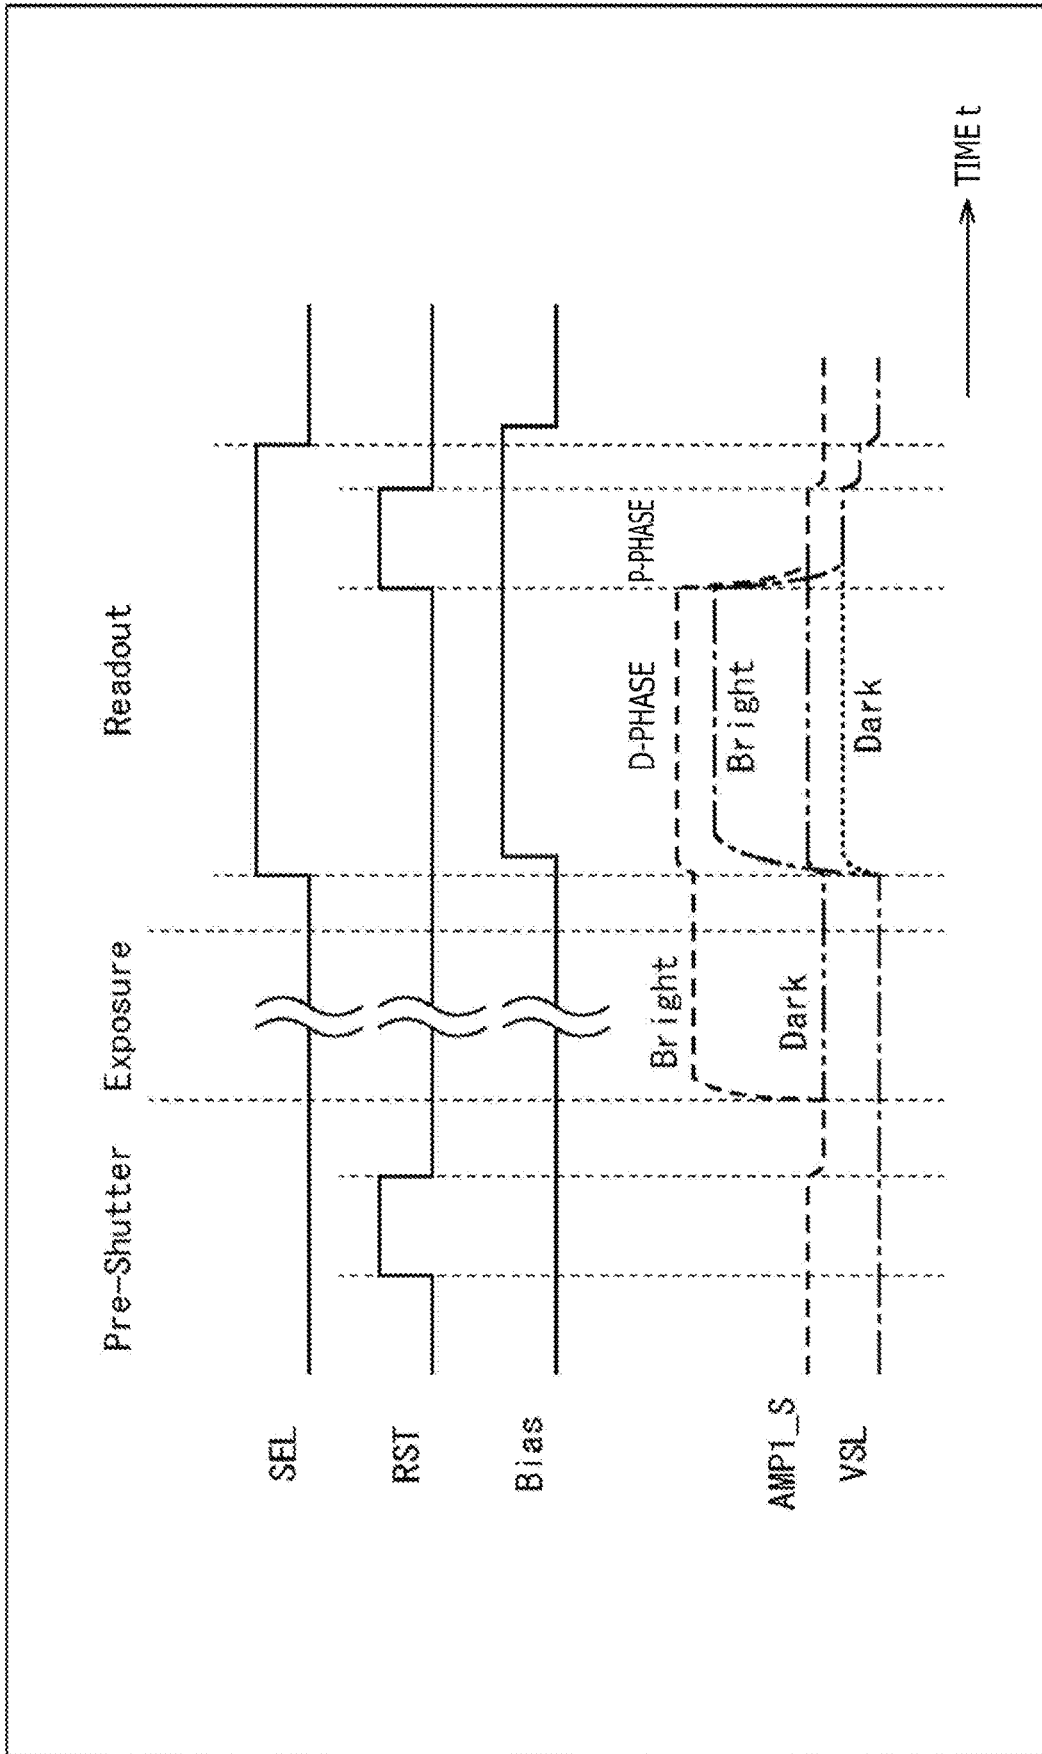 Pre-Shutter Exposure Readout
SEL
RST
Bias
D-PHASE P-PHASE
Bright
Bright
Dark
Dark
AMP1_S
VSL
TIME t